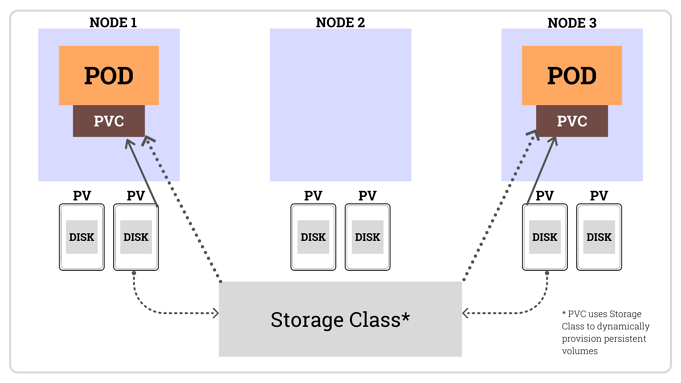 NODE 1
NODE 2
NODE 3
POD
POD
PVC
PVC
PV
PV
PV
PV
PV
PV
DISK
DISK
DISK
DISK
DISK
DISK
Storage Class*
* PVC uses Storage
Class to dynamically
provision persistent
volumes